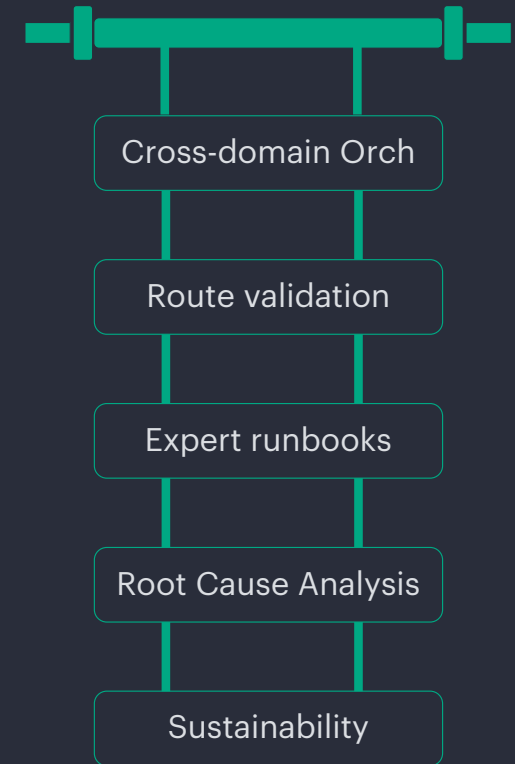 Cross-domain Orch
Route validation
Expert runbooks
Root Cause Analysis
Sustainability